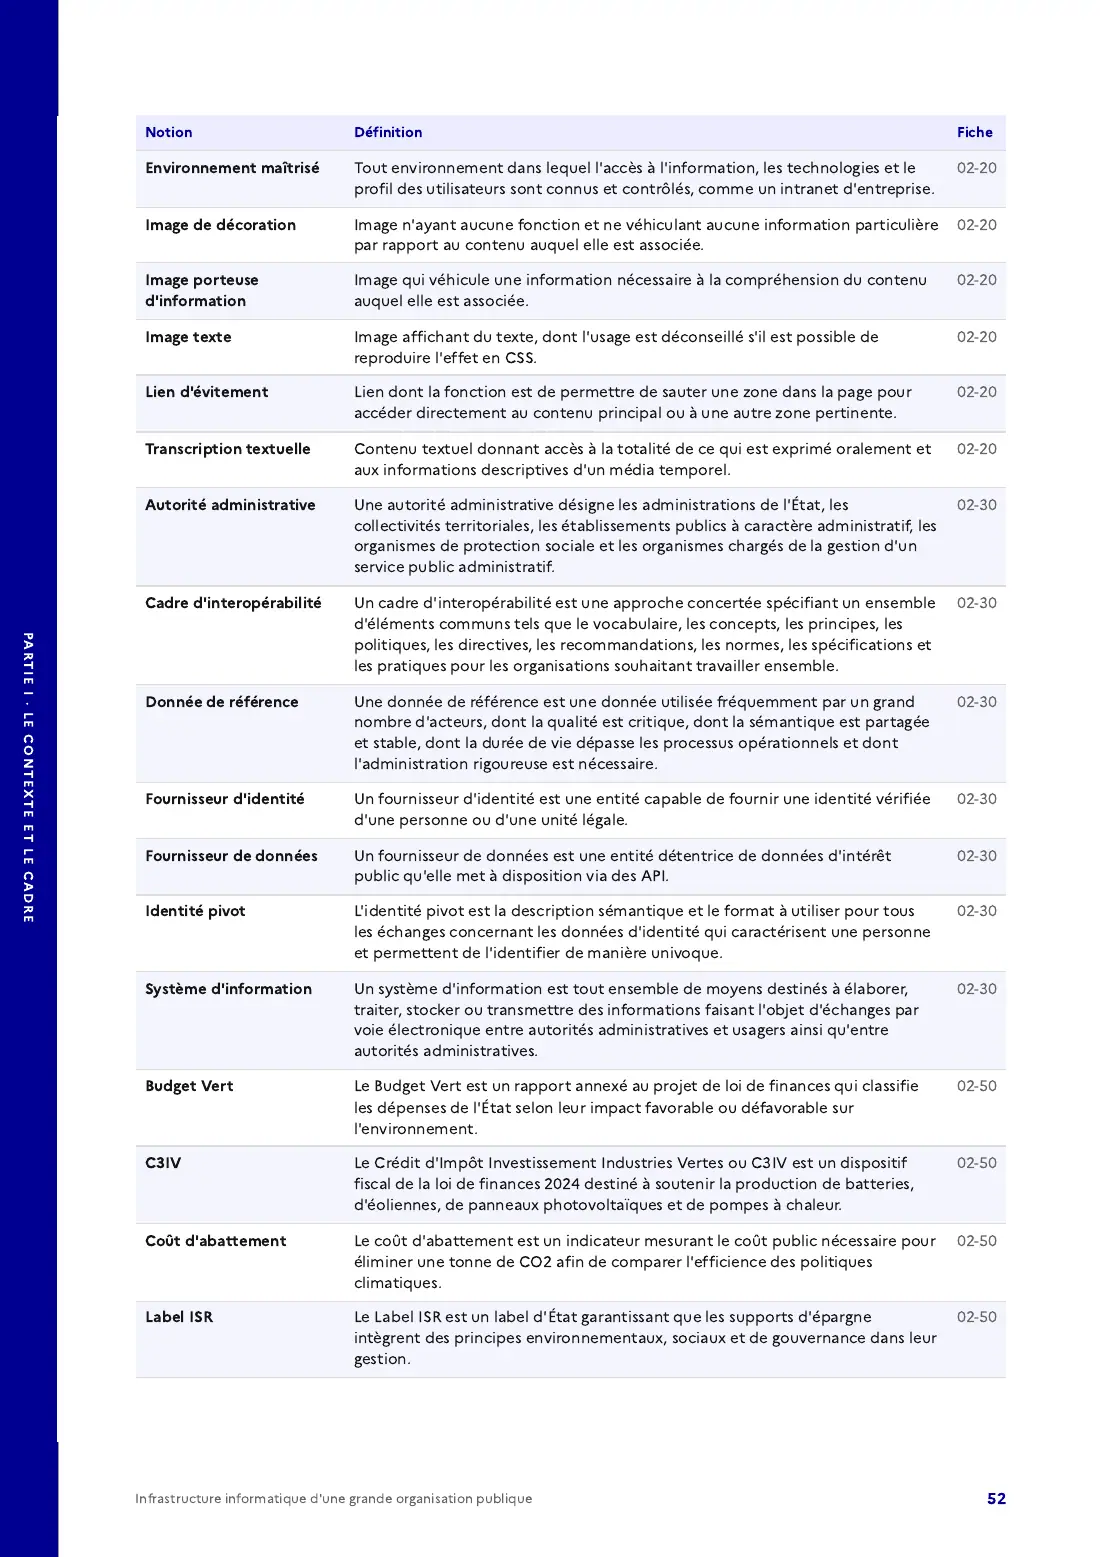 Notion Définition Fiche
Environnement maîtrisé Tout environnement dans lequel l'accès à l'information, les technologies et le 02-20
profil des utilisateurs sont connus et contrôlés, comme un intranet d'entreprise.
Image de décoration Image n'ayant aucune fonction et ne véhiculant aucune information particulière 02-20
par rapport au contenu auquel elle est associée.
Image porteuse Image qui véhicule une information nécessaire à la compréhension du contenu 02-20
d'information auquel elle est associée.
Image texte Image affichant du texte, dont l'usage est déconseillé s'il est possible de 02-20
reproduire l'effet en CSS.
Lien d'évitement Lien dont la fonction est de permettre de sauter une zone dans la page pour 02-20
accéder directement au contenu principal ou à une autre zone pertinente.
Transcription textuelle Contenu textuel donnant accès à la totalité de ce qui est exprimé oralement et 02-20
aux informations descriptives d'un média temporel.
Autorité administrative Une autorité administrative désigne les administrations de l'État, les 02-30
collectivités territoriales, les établissements publics à caractère administratif, les
organismes de protection sociale et les organismes chargés de la gestion d'un
service public administratif.
Cadre d'interopérabilité Un cadre d'interopérabilité est une approche concertée spécifiant un ensemble 02-30
d'éléments communs tels que le vocabulaire, les concepts, les principes, les
politiques, les directives, les recommandations, les normes, les spécifications et
les pratiques pour les organisations souhaitant travailler ensemble.
Donnée de référence Une donnée de référence est une donnée utilisée fréquemment par un grand 02-30
nombre d'acteurs, dont la qualité est critique, dont la sémantique est partagée
et stable, dont la durée de vie dépasse les processus opérationnels et dont
l'administration rigoureuse est nécessaire.
Fournisseur d'identité Un fournisseur d'identité est une entité capable de fournir une identité vérifiée 02-30
d'une personne ou d'une unité légale.
Fournisseur de données Un fournisseur de données est une entité détentrice de données d'intérêt 02-30
public qu'elle met à disposition via des API.
Identité pivot L'identité pivot est la description sémantique et le format à utiliser pour tous 02-30
les échanges concernant les données d'identité qui caractérisent une personne
et permettent de l'identifier de manière univoque.
Système d'information Un système d'information est tout ensemble de moyens destinés à élaborer, 02-30
traiter, stocker ou transmettre des informations faisant l'objet d'échanges par
voie électronique entre autorités administratives et usagers ainsi qu'entre
autorités administratives.
Budget Vert Le Budget Vert est un rapport annexé au projet de loi de finances qui classifie 02-50
les dépenses de l'État selon leur impact favorable ou défavorable sur
l'environnement.
C3IV Le Crédit d'Impôt Investissement Industries Vertes ou C3IV est un dispositif 02-50
fiscal de la loi de finances 2024 destiné à soutenir la production de batteries,
d'éoliennes, de panneaux photovoltaïques et de pompes à chaleur.
Coût d'abattement Le coût d'abattement est un indicateur mesurant le coût public nécessaire pour 02-50
éliminer une tonne de CO2 afin de comparer l'efficience des politiques
climatiques.
Label ISR Le Label ISR est un label d'État garantissant que les supports d'épargne 02-50
intègrent des principes environnementaux, sociaux et de gouvernance dans leur
gestion.
PARTIE I · LE CONTEXTE ET LE CADRE
Infrastructure informatique d'une grande organisation publique 52